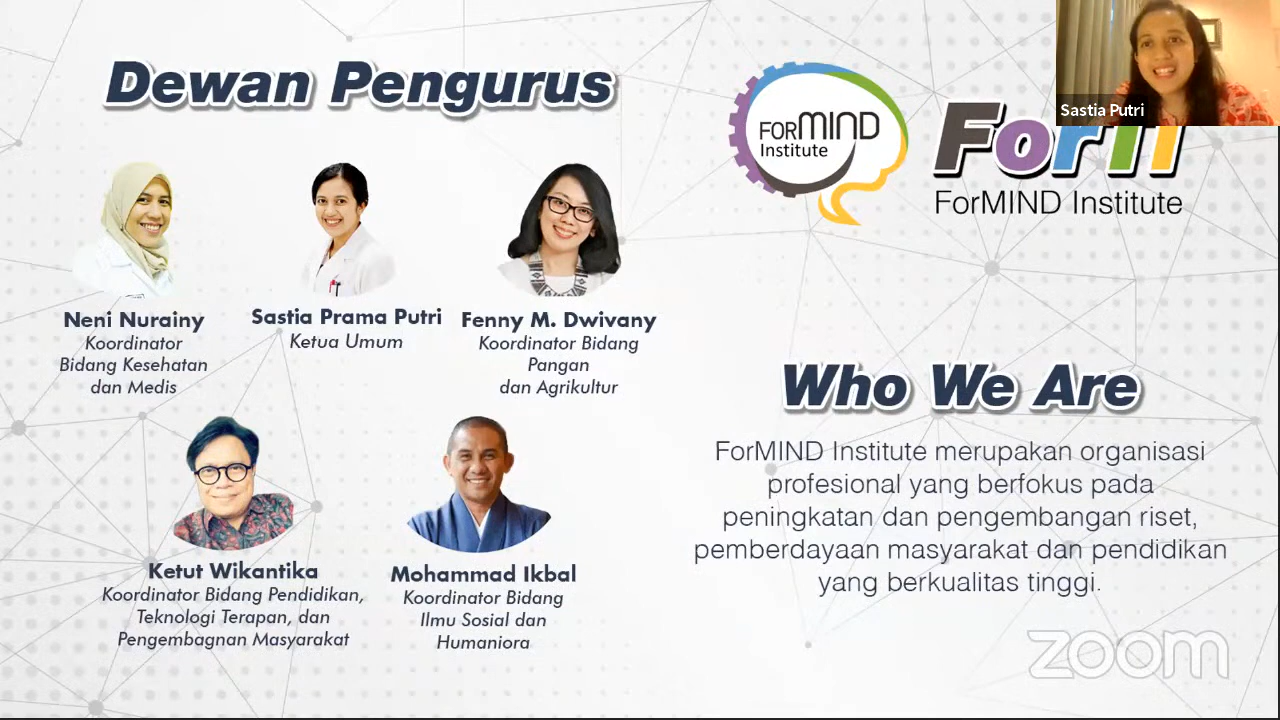 Dewan Pengurus
Neni Nurainy
Koordinator
Bidang Kesehatan
dan Medis
Sastia Prama Putri
Ketua Umum
Fenny M. Dwivany
Koordinator Bidang
Pangan
dan Agrikultur
Ketut Wikantika
Koordinator Bidang Pendidikan,
Teknologi Terapan, dan
Pengembagnan Masyarakat
Mohammad Ikbal
Koordinator Bidang
Ilmu Sosial dan
Humaniora
FORMIND
Institute
Sastia Putri
ForMIND Institute
Who We Are
ForMIND Institute merupakan organisasi
profesional yang berfokus pada
peningkatan dan pengembangan riset,
pemberdayaan masyarakat dan pendidikan
yang berkualitas tinggi.
zoom